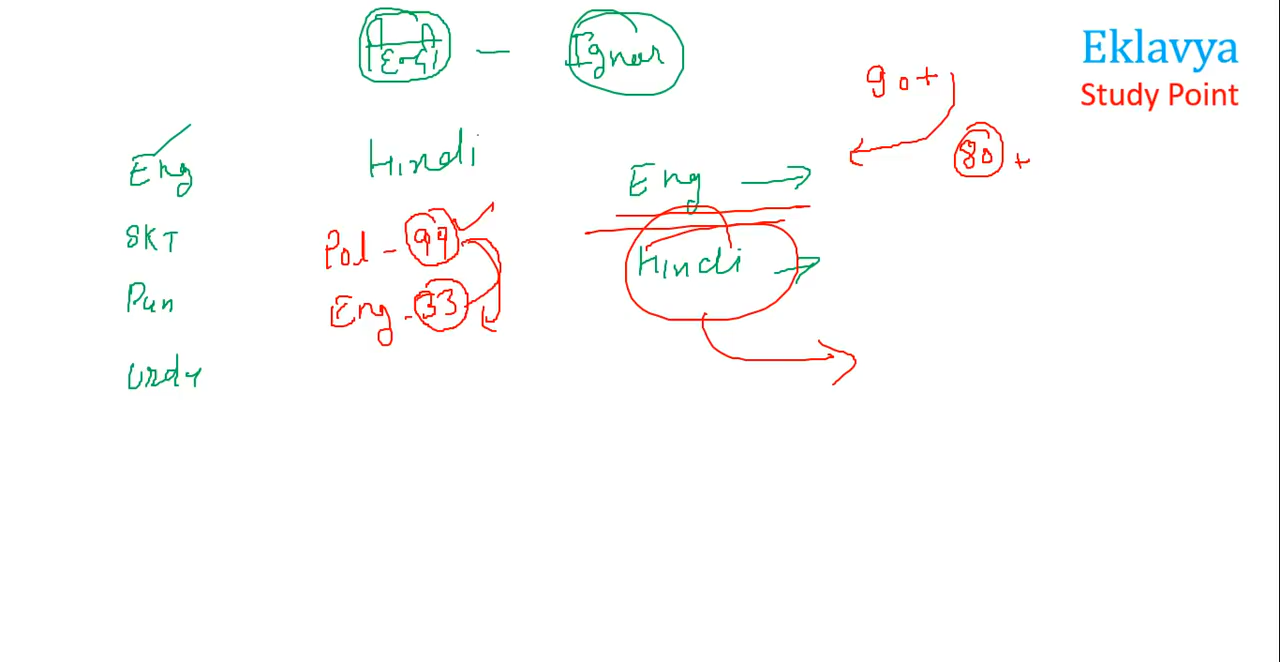 Ignor
Eklavya
Study Point
90+
80 +
Eng
Hindi
Eng
SKT
Pol - 99
Hindi
Pun
Eng - 33
Urdu